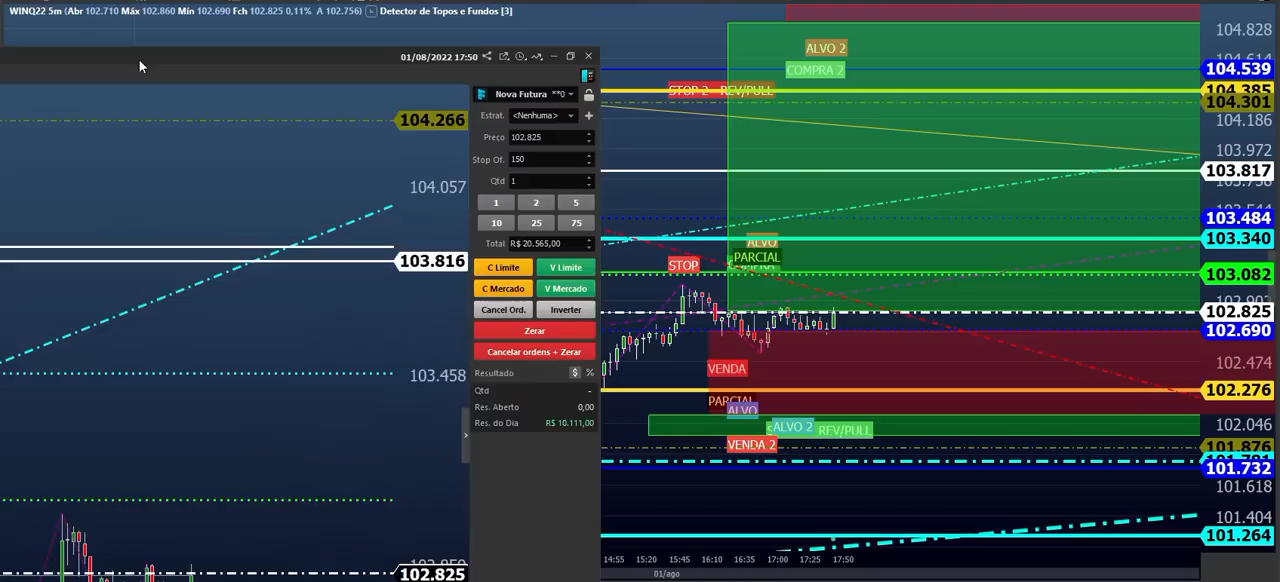 WINQ22 5m (Abr 102.710 Máx 102.860 Mín 102.690 Fch 102.825 0,11% A 102.756) Detector de Topos e Fundos [3]
01/08/2022 17:50
104.266
104.057
103.816
103.458
102.825
Nova Futura **0
Estrat. <Nenhuma>
Preço 102.825
Stop Of. 150
Qtd 1
1 2 5
10 25 75
Total R$ 20.565,00
C Limite V Limite
C Mercado V Mercado
Cancel Ord. Inverter
Zerar
Cancelar ordens + Zerar
Resultado $ %
Qtd -
Res. Aberto 0,00
Res. do Dia R$ 10.111,00
ALVO 2
COMPRA 2
STOP 2 REV/PULL
ALVO
PARCIAL
STOP
VENDA
PARCIAL
ALVO
ALVO 2 REV/PULL
VENDA 2
104.828
104.539
104.385
104.301
104.186
103.972
103.817
103.484
103.340
103.082
102.825
102.690
102.474
102.276
102.046
101.876
101.732
101.618
101.404
101.264
14:55 15:20 15:45 16:10 16:35 17:00 17:25 17:50
01/ago